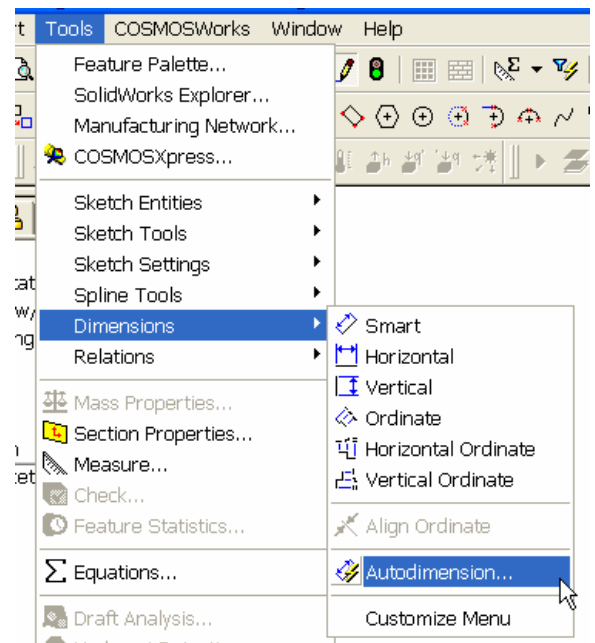 Tools COSMOSWorks Window Help
Feature Palette...
SolidWorks Explorer...
Manufacturing Network...
COSMOSXpress...
Sketch Entities
Sketch Tools
Sketch Settings
Spline Tools
Dimensions
Relations
Mass Properties...
Section Properties...
Measure...
Check...
Feature Statistics...
Equations...
Draft Analysis...
Smart
Horizontal
Vertical
Ordinate
Horizontal Ordinate
Vertical Ordinate
Align Ordinate
Autodimension...
Customize Menu